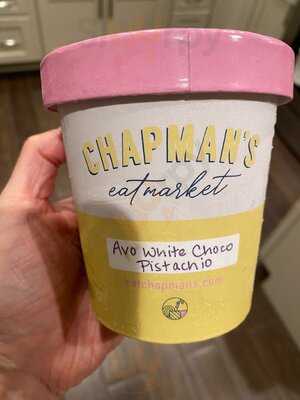 CHAPMAN'S
eatmarket
Avo White Choco
Pistachio
eatchapmans.com